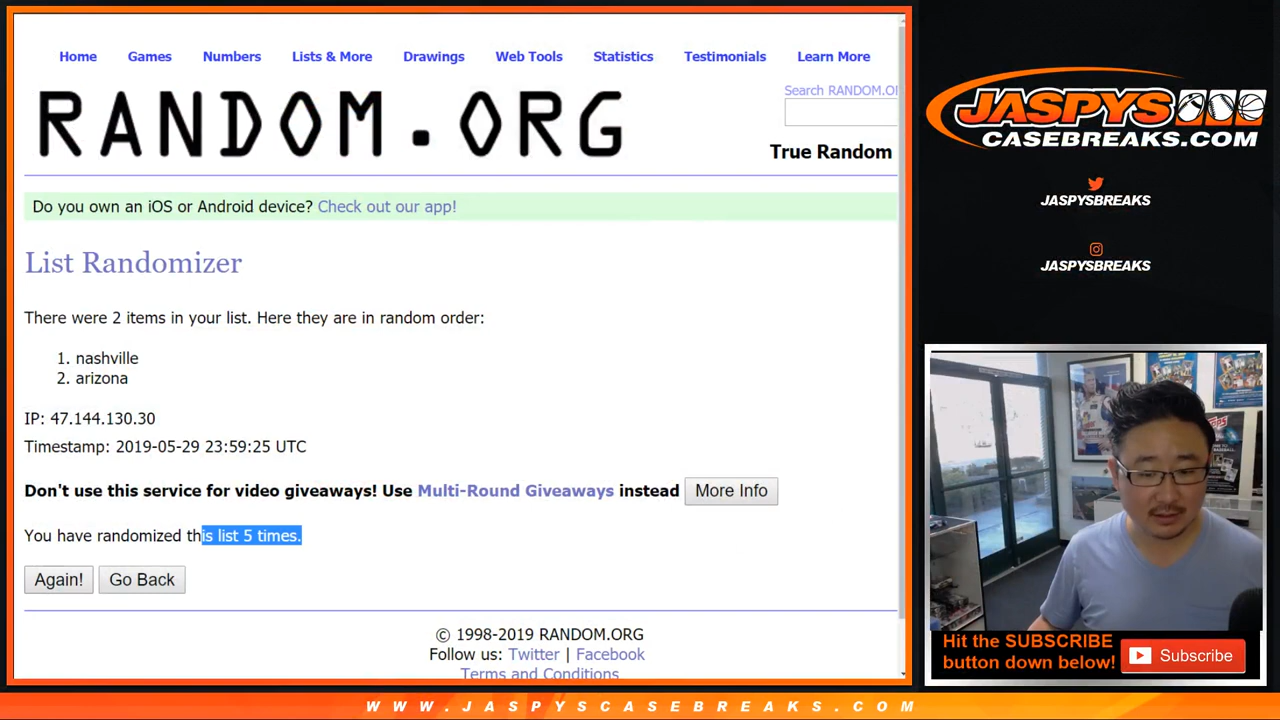 Home Games Numbers Lists & More Drawings Web Tools Statistics Testimonials Learn More
RANDOM.ORG
Search RANDOM.OR
True Random
Do you own an iOS or Android device? Check out our app!
List Randomizer
There were 2 items in your list. Here they are in random order:
1. nashville
2. arizona
IP: 47.144.130.30
Timestamp: 2019-05-29 23:59:25 UTC
Don't use this service for video giveaways! Use Multi-Round Giveaways instead More Info
You have randomized this list 5 times.
Again! Go Back
© 1998-2019 RANDOM.ORG
Follow us: Twitter | Facebook
Terms and Conditions
JASPYS
CASEBREAKS.COM
JASPYSBREAKS
JASPYSBREAKS
Hit the SUBSCRIBE
button down below!
Subscribe
WWW.JASPYSCASEBREAKS.COM